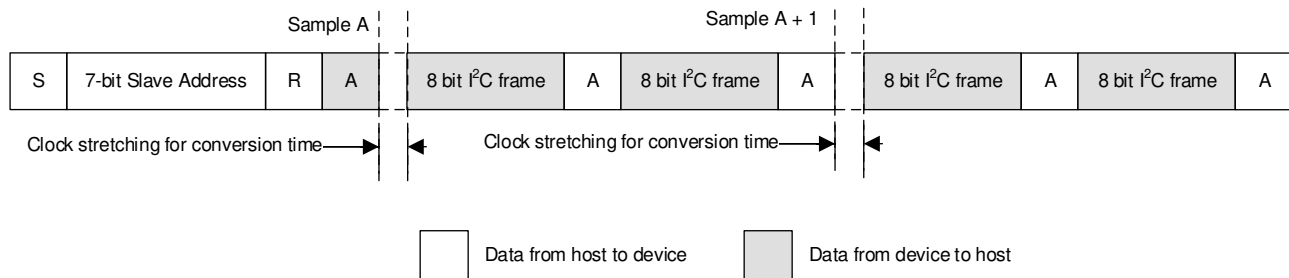 Sample A
Sample A + 1
S 7-bit Slave Address R A 8 bit I²C frame A 8 bit I²C frame A 8 bit I²C frame A 8 bit I²C frame A
Clock stretching for conversion time
Clock stretching for conversion time
Data from host to device
Data from device to host